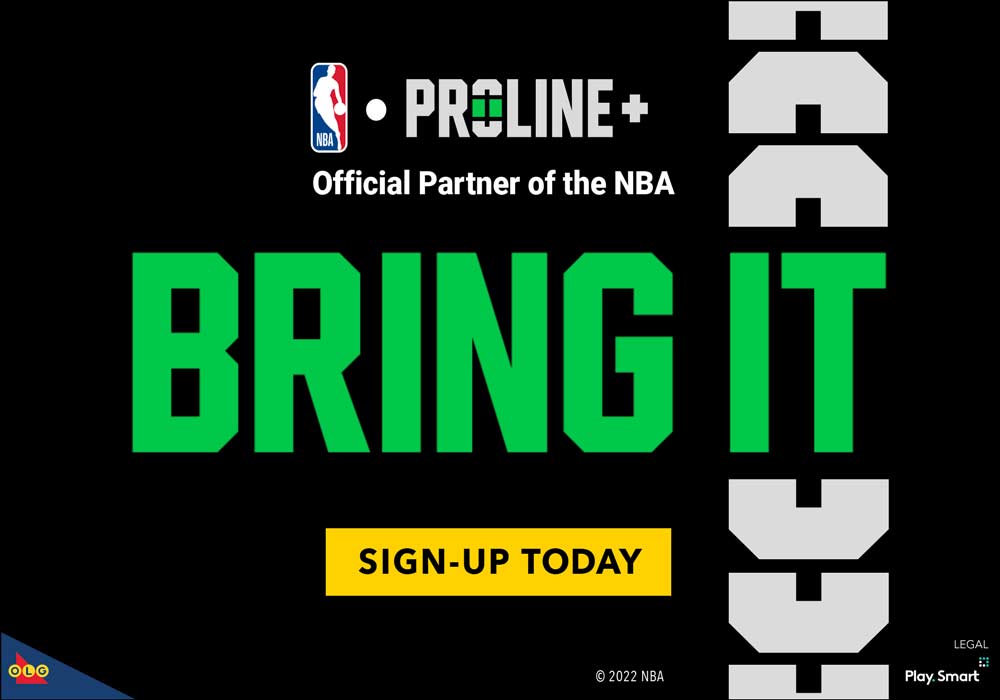 NBA
PROLINE+
Official Partner of the NBA
BRING IT
SIGN-UP TODAY
OLG
© 2022 NBA
LEGAL
Play. Smart